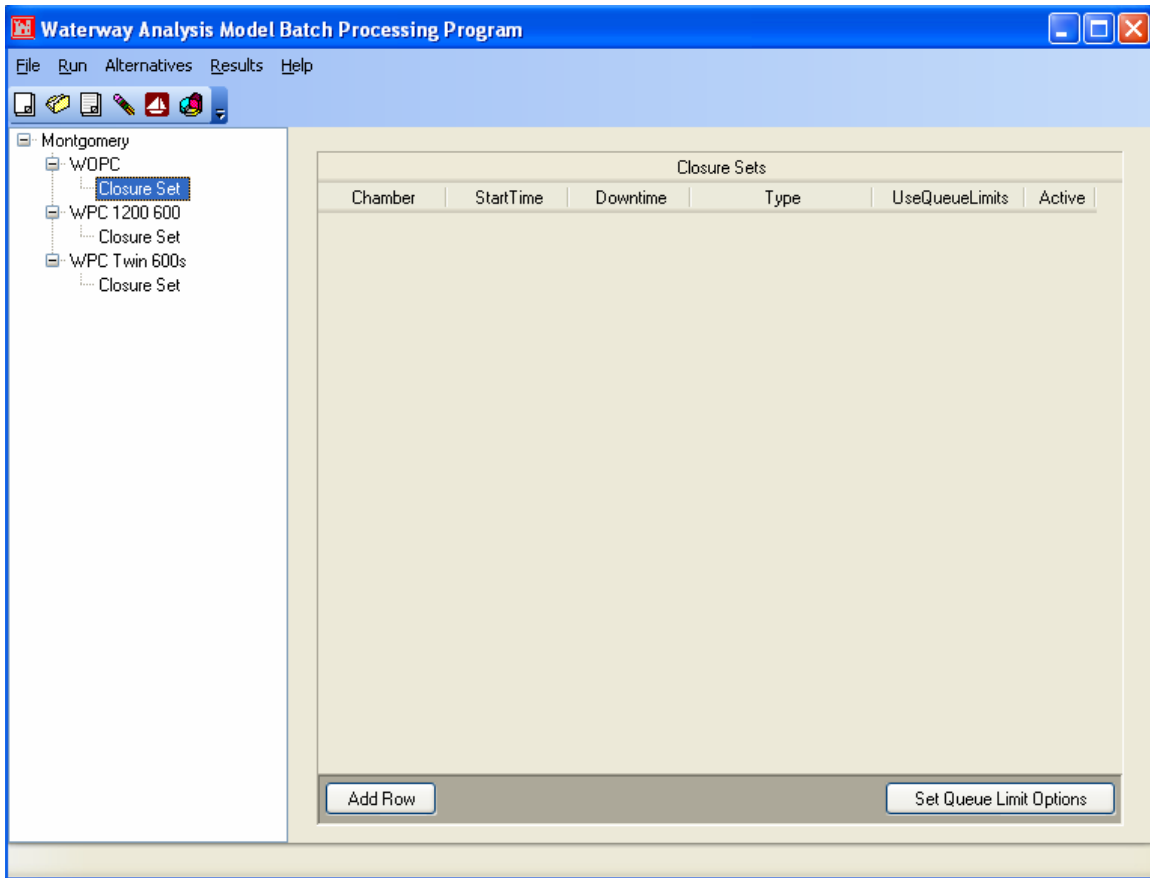 Waterway Analysis Model Batch Processing Program
File Run Alternatives Results Help
Montgomery
WOPC
Closure Set
WPC 1200 600
Closure Set
WPC Twin 600s
Closure Set
Closure Sets
Chamber StartTime Downtime Type UseQueueLimits Active
Add Row Set Queue Limit Options